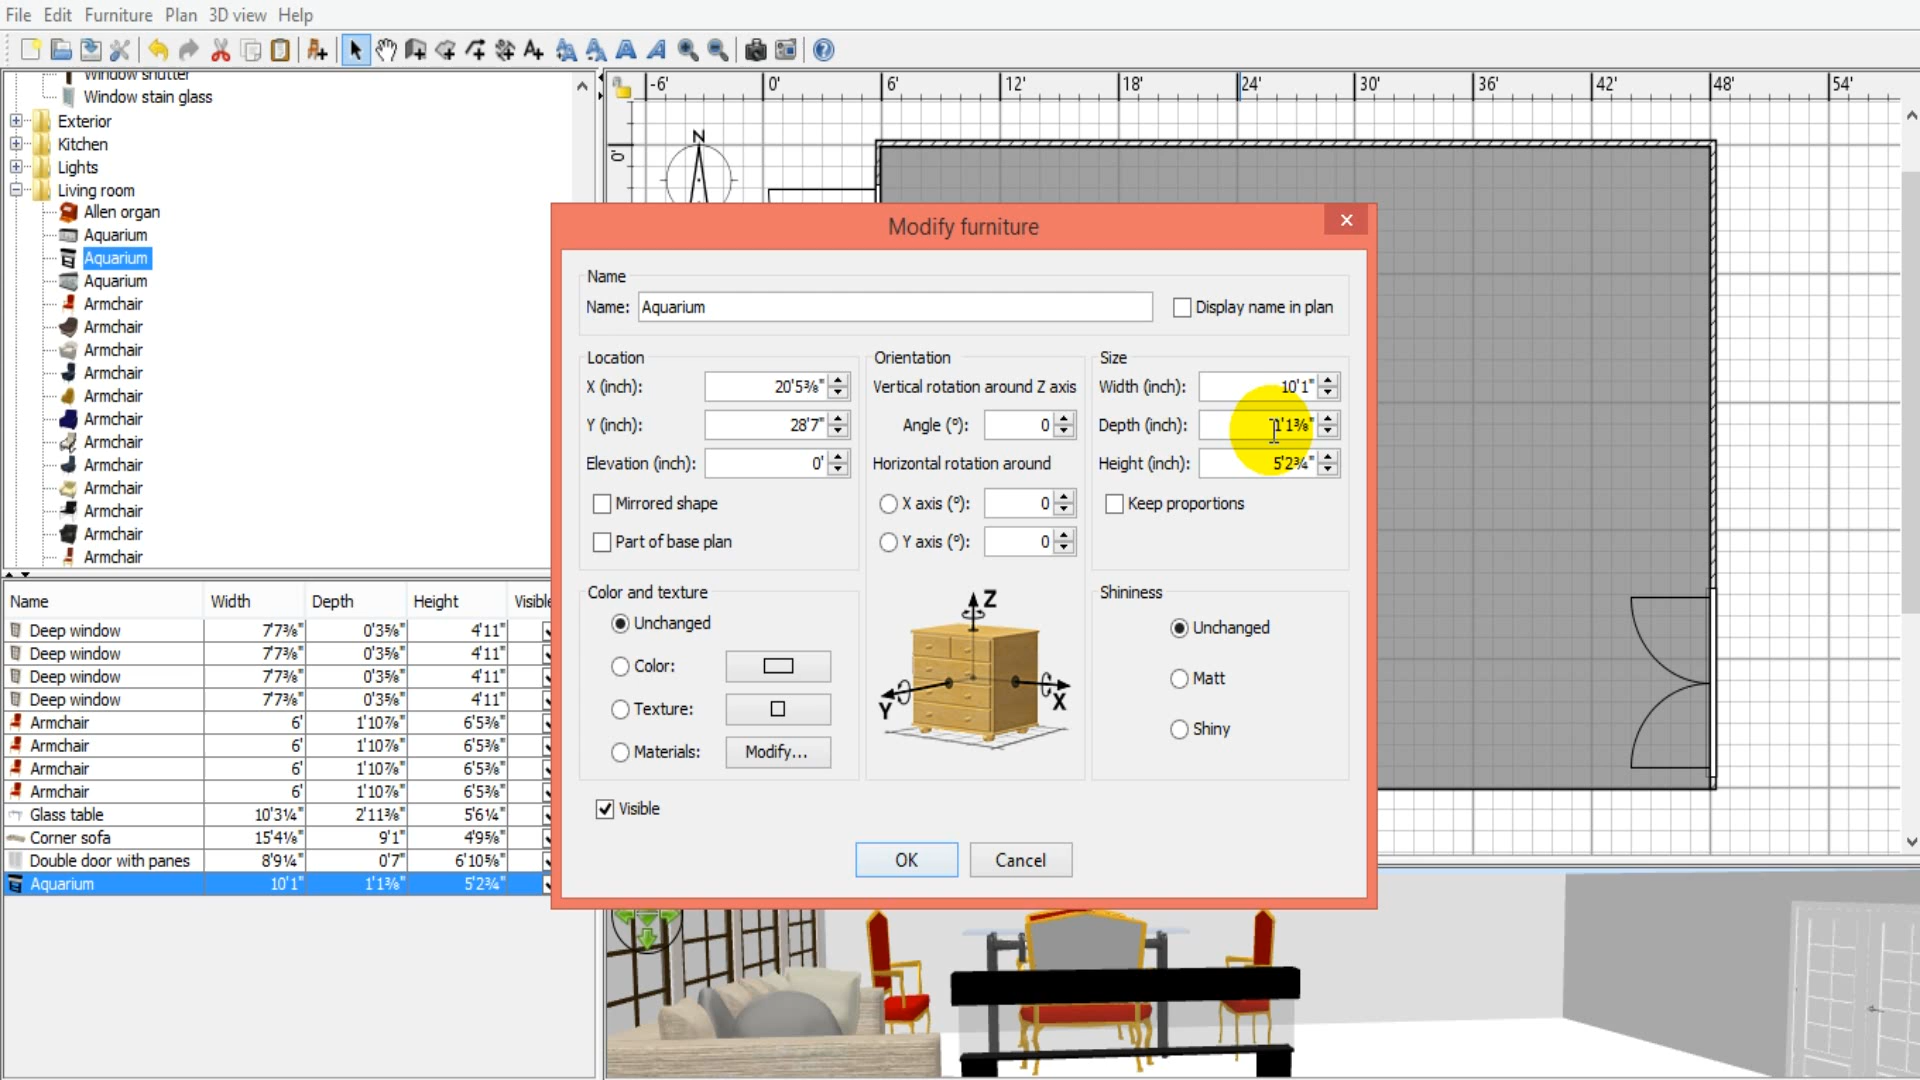 File Edit Furniture Plan 3D view Help
Window shutter
Window stain glass
Exterior
Kitchen
Lights
Living room
Allen organ
Aquarium
Aquarium
Aquarium
Armchair
Armchair
Armchair
Armchair
Armchair
Armchair
Armchair
Armchair
Armchair
Armchair
Armchair
Armchair
Name Width Depth Height Visible
Deep window 7'7⅜" 0'3⅝" 4'11"
Deep window 7'7⅜" 0'3⅝" 4'11"
Deep window 7'7⅜" 0'3⅝" 4'11"
Deep window 7'7⅜" 0'3⅝" 4'11"
Armchair 6' 1'10⅞" 6'5⅜"
Armchair 6' 1'10⅞" 6'5⅜"
Armchair 6' 1'10⅞" 6'5⅜"
Armchair 6' 1'10⅞" 6'5⅜"
Glass table 10'3¼" 2'11⅜" 5'6¼"
Corner sofa 15'4⅛" 9'1" 4'9⅝"
Double door with panes 8'9¼" 0'7" 6'10⅝"
Aquarium 10'1" 1'1⅜" 5'2¾"
-6' 0' 6' 12' 18' 24' 30' 36' 42' 48' 54'
0'
N
Modify furniture
Name
Name: Aquarium Display name in plan
Location
X (inch): 20'5⅜"
Y (inch): 28'7"
Elevation (inch): 0'
Mirrored shape
Part of base plan
Orientation
Vertical rotation around Z axis
Angle (°): 0
Horizontal rotation around
X axis (°): 0
Y axis (°): 0
Z
Y
X
Size
Width (inch): 10'1"
Depth (inch): 1'1⅜"
Height (inch): 5'2¾"
Keep proportions
Color and texture
Unchanged
Color:
Texture:
Materials: Modify...
Shininess
Unchanged
Matt
Shiny
Visible
OK Cancel